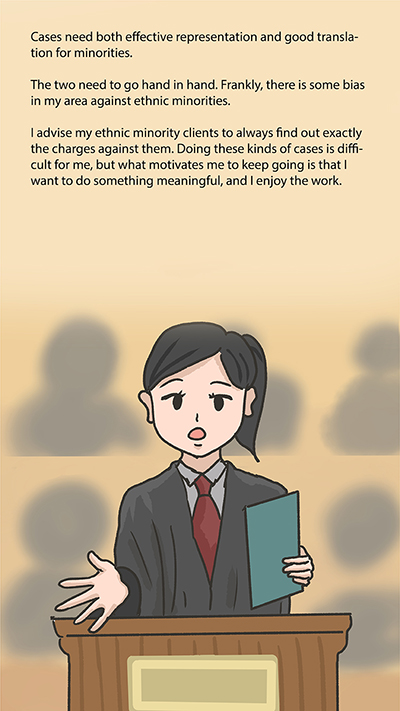 Cases need both effective representation and good transla-
tion for minorities.
The two need to go hand in hand. Frankly, there is some bias
in my area against ethnic minorities.
I advise my ethnic minority clients to always find out exactly
the charges against them. Doing these kinds of cases is diffi-
cult for me, but what motivates me to keep going is that I
want to do something meaningful, and I enjoy the work.